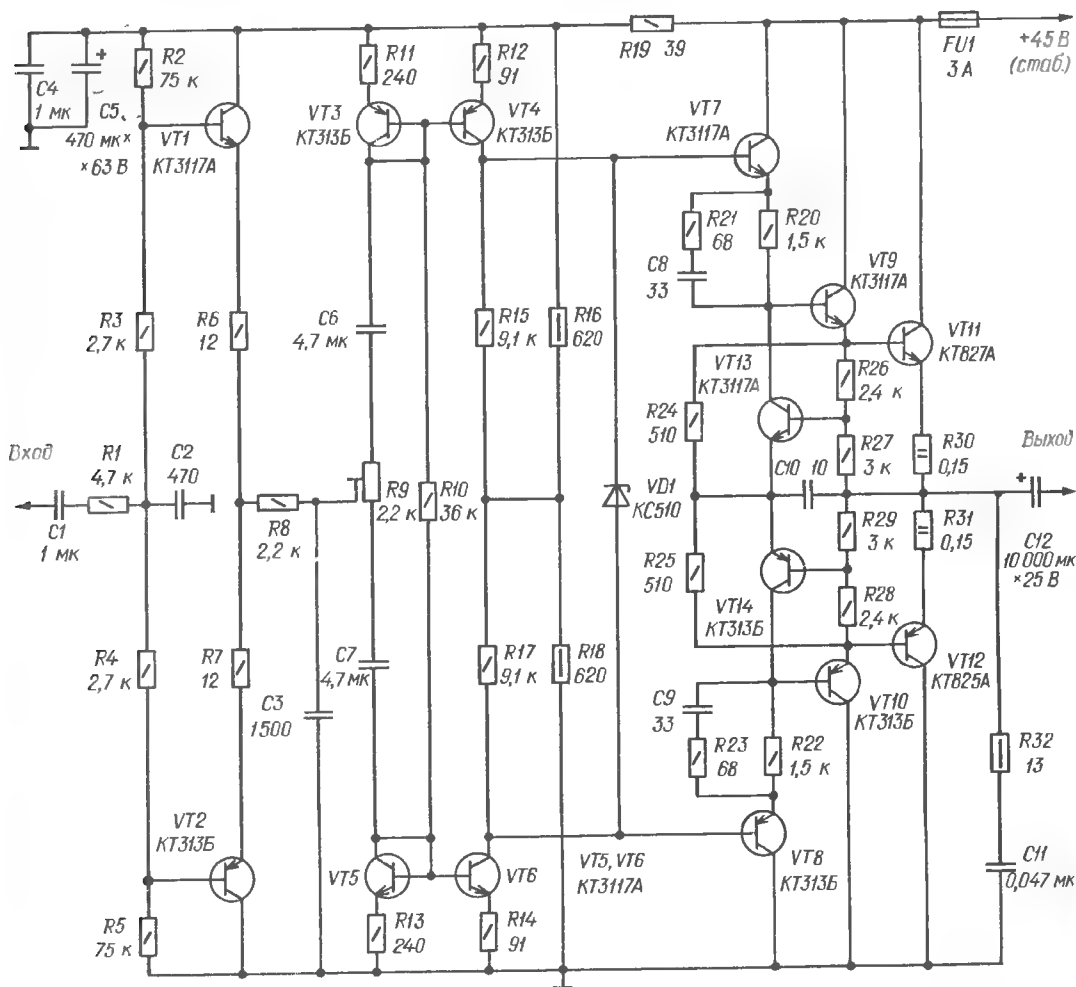 R2
75 к
R11
240
R12
91
R19 39
FU1
3 А
+45 В
(стаб.)
C4
1 мк
+
C5
470 мк×
×63 В
VT1
КТ3117А
VT3
КТ313Б
VT4
КТ313Б
VT7
КТ3117А
R21
68
R20
1,5 к
C8
33
VT9
КТ3117А
R3
2,7 к
R6
12
C6
4,7 мк
R15
9,1 к
R16
620
VT11
КТ827А
VT13
КТ3117А
R26
2,4 к
R24
510
Вход
R1
4,7 к
C2
470
R9
2,2 к
R10
36 к
VD1
КС510
C10 10
R27
3 к
R30
0,15
Выход
+
C1
1 мк
R8
2,2 к
R25
510
R29
3 к
R31
0,15
C12
10 000 мк
×25 В
VT14
КТ313Б
R28
2,4 к
R4
2,7 к
R7
12
C7
4,7 мк
R17
9,1 к
R18
620
VT12
КТ825А
C3
1500
C9
33
VT10
КТ313Б
R23
68
R22
1,5 к
R32
13
VT2
КТ313Б
VT5
VT6
VT5, VT6
КТ3117А
VT8
КТ313Б
C11
0,047 мк
R5
75 к
R13
240
R14
91